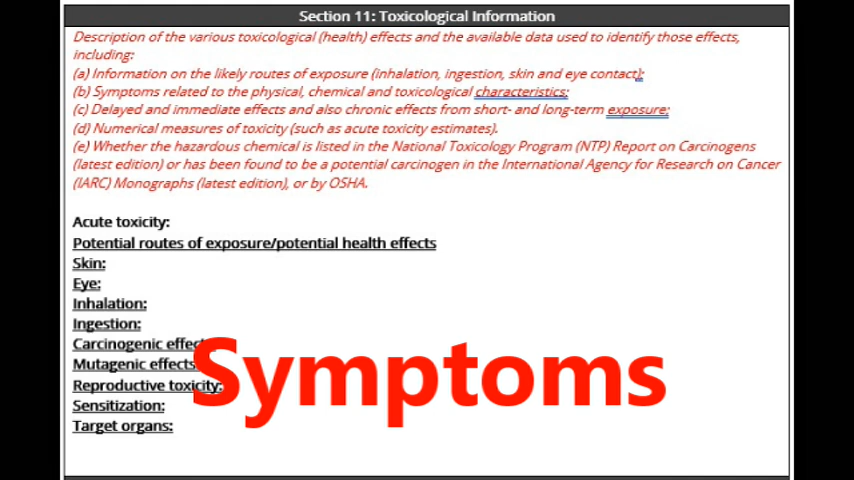 Section 11: Toxicological Information
Description of the various toxicological (health) effects and the available data used to identify those effects,
including:
(a) Information on the likely routes of exposure (inhalation, ingestion, skin and eye contact);
(b) Symptoms related to the physical, chemical and toxicological characteristics;
(c) Delayed and immediate effects and also chronic effects from short- and long-term exposure;
(d) Numerical measures of toxicity (such as acute toxicity estimates).
(e) Whether the hazardous chemical is listed in the National Toxicology Program (NTP) Report on Carcinogens
(latest edition) or has been found to be a potential carcinogen in the International Agency for Research on Cancer
(IARC) Monographs (latest edition), or by OSHA.
Acute toxicity:
Potential routes of exposure/potential health effects
Skin:
Eye:
Inhalation:
Ingestion:
Carcinogenic effec
Mutagenic effects
Reproductive toxicity:
Sensitization:
Target organs:
Symptoms